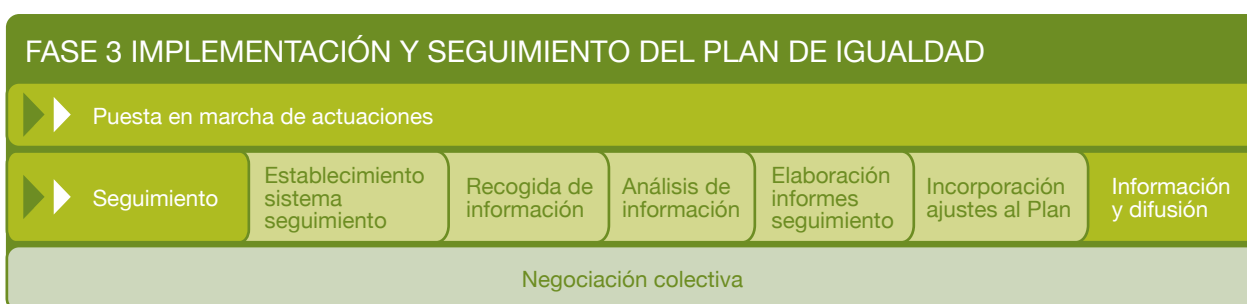 FASE 3 IMPLEMENTACIÓN Y SEGUIMIENTO DEL PLAN DE IGUALDAD
Puesta en marcha de actuaciones
Seguimiento
Establecimiento
sistema
seguimiento
Recogida de
información
Análisis de
información
Elaboración
informes
seguimiento
Incorporación
ajustes al Plan
Información
y difusión
Negociación colectiva